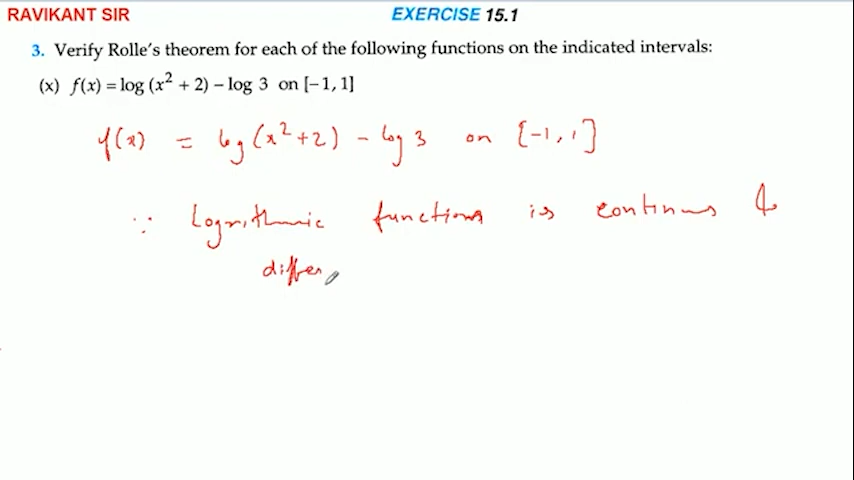 RAVIKANT SIR EXERCISE 15.1
3. Verify Rolle's theorem for each of the following functions on the indicated intervals:
(x) f(x) = log (x² + 2) – log 3 on [– 1, 1]
f(x) = log(x²+2) - log 3 on [-1, 1]
∵ Logrithmic functions is continus &
differ